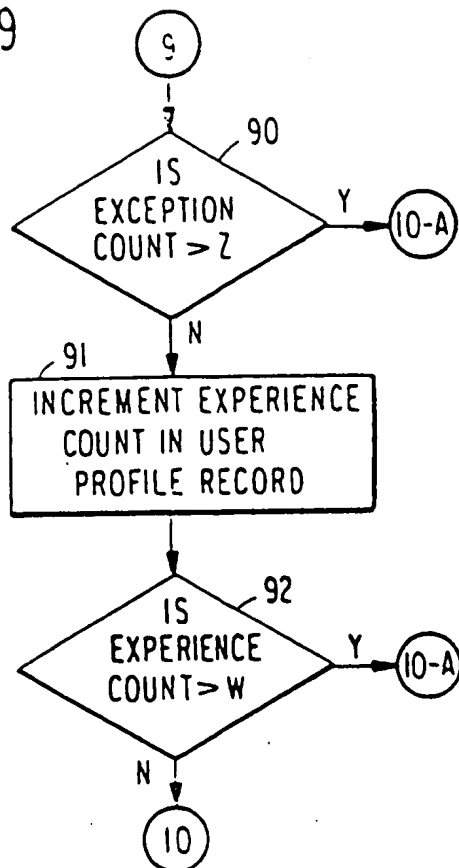 9
9
90
IS
EXCEPTION
COUNT > Z
Y
10-A
N
91
INCREMENT EXPERIENCE
COUNT IN USER
PROFILE RECORD
92
IS
EXPERIENCE
COUNT > W
Y
10-A
N
10